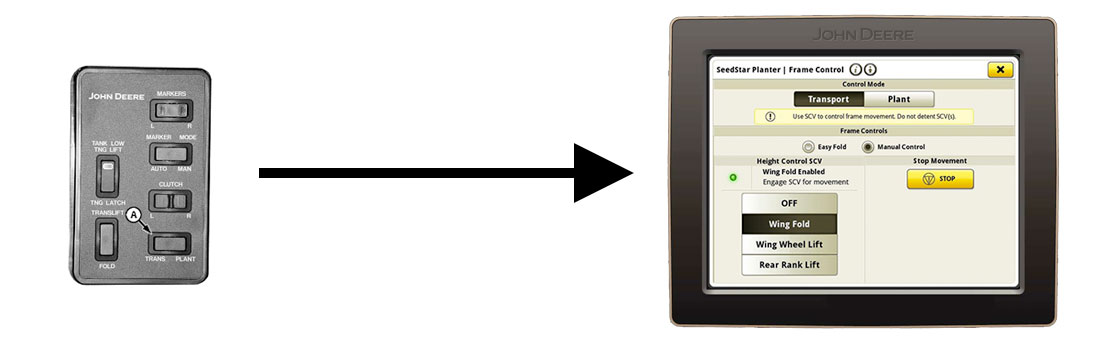 JOHN DEERE
MARKERS
L R
MARKER MODE
AUTO MAN
TANK LOW
TNG LIFT
CLUTCH
L R
TNG LATCH
TRANSLIFT
A
FOLD
TRANS PLANT
JOHN DEERE
SeedStar Planter | Frame Control
Control Mode
Transport Plant
Use SCV to control frame movement. Do not detent SCV(s).
Frame Controls
Easy Fold Manual Control
Height Control SCV
Wing Fold Enabled
Engage SCV for movement
Stop Movement
STOP
OFF
Wing Fold
Wing Wheel Lift
Rear Rank Lift